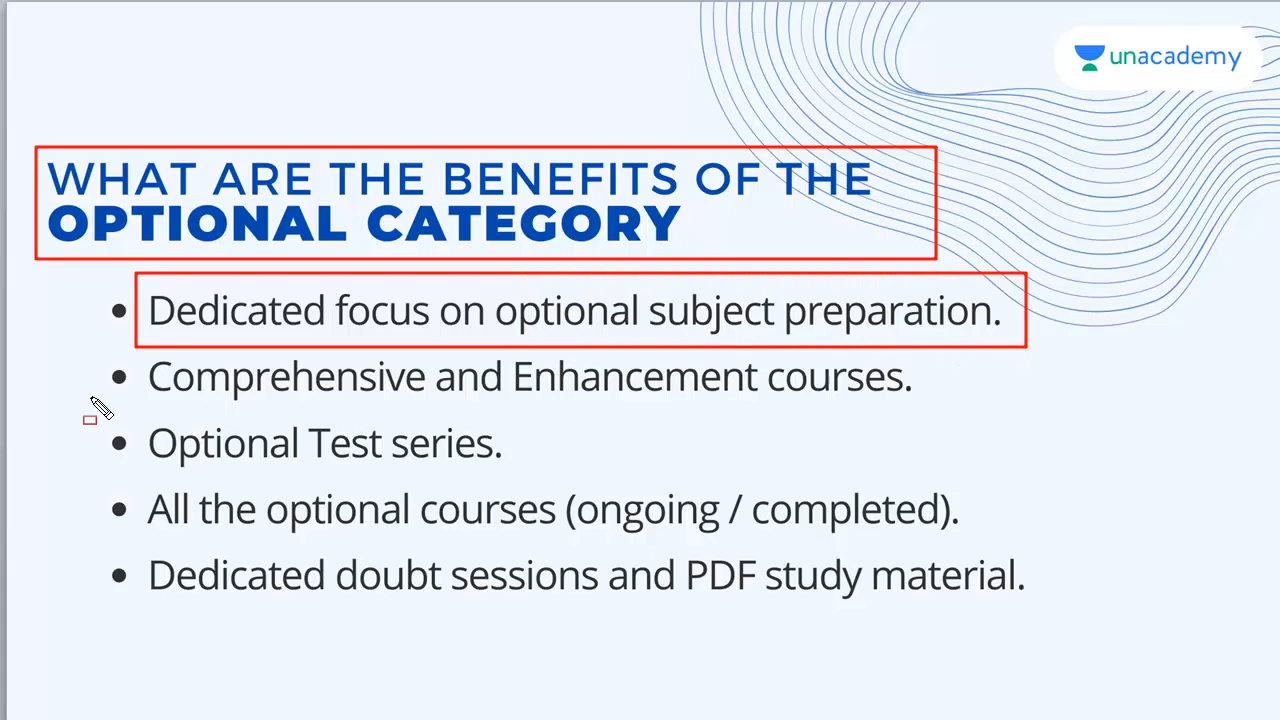 unacademy
WHAT ARE THE BENEFITS OF THE
OPTIONAL CATEGORY
• Dedicated focus on optional subject preparation.
• Comprehensive and Enhancement courses.
• Optional Test series.
• All the optional courses (ongoing / completed).
• Dedicated doubt sessions and PDF study material.